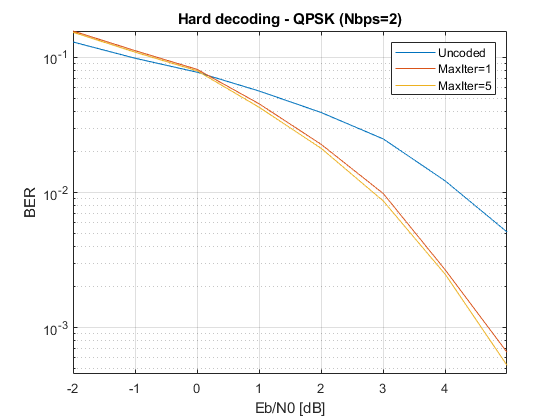 Hard decoding - QPSK (Nbps=2)
Uncoded
MaxIter=1
MaxIter=5
BER
10-1
10-2
10-3
-2 -1 0 1 2 3 4
Eb/N0 [dB]